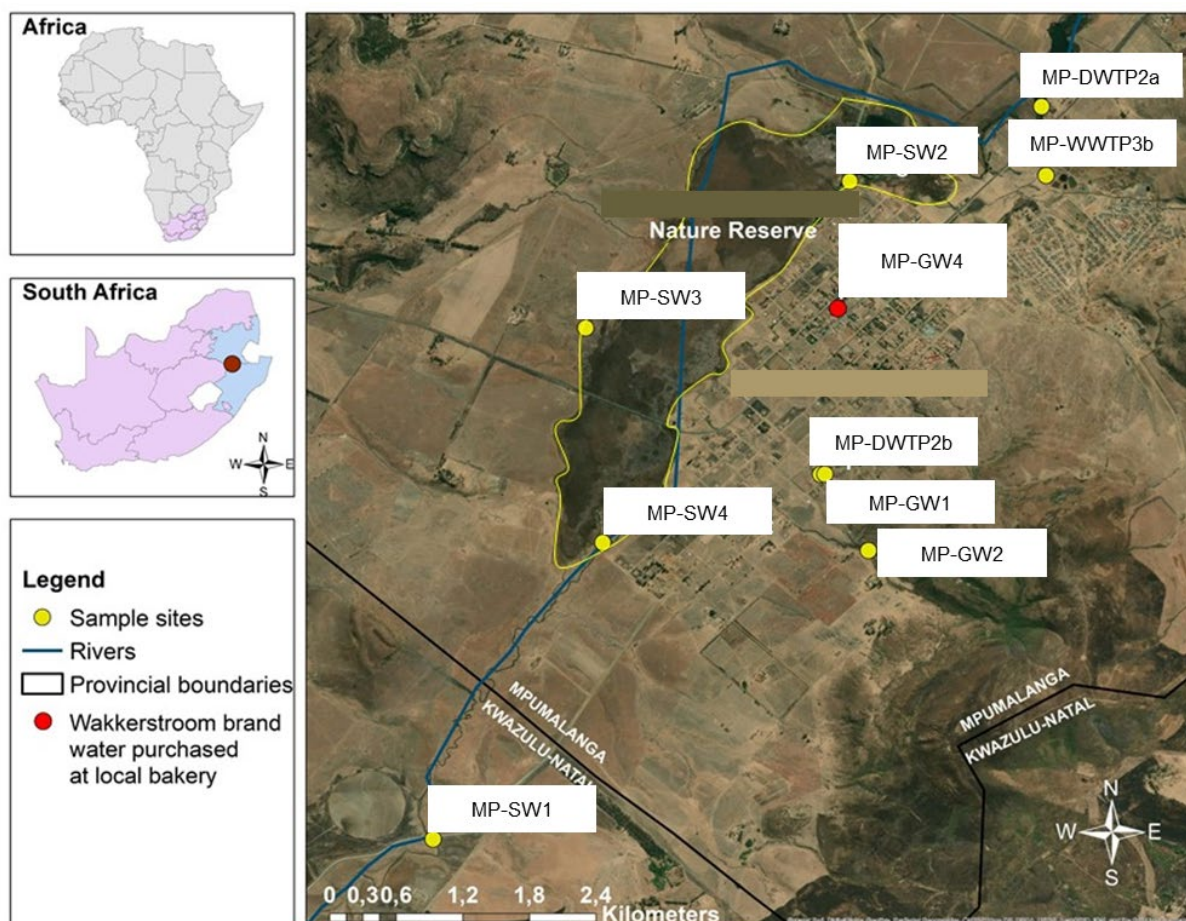 Africa
South Africa
N
W E
S
Legend
Sample sites
Rivers
Provincial boundaries
Wakkerstroom brand
water purchased
at local bakery
MP-DWTP2a
MP-WWTP3b
MP-SW2
Nature Reserve
MP-GW4
MP-SW3
MP-DWTP2b
MP-GW1
MP-SW4
MP-GW2
MPUMALANGA
KWAZULU-NATAL
MPUMALANGA
KWAZULU-NATAL
MP-SW1
N
W E
S
0 0,30,6 1,2 1,8 2,4
Kilometers